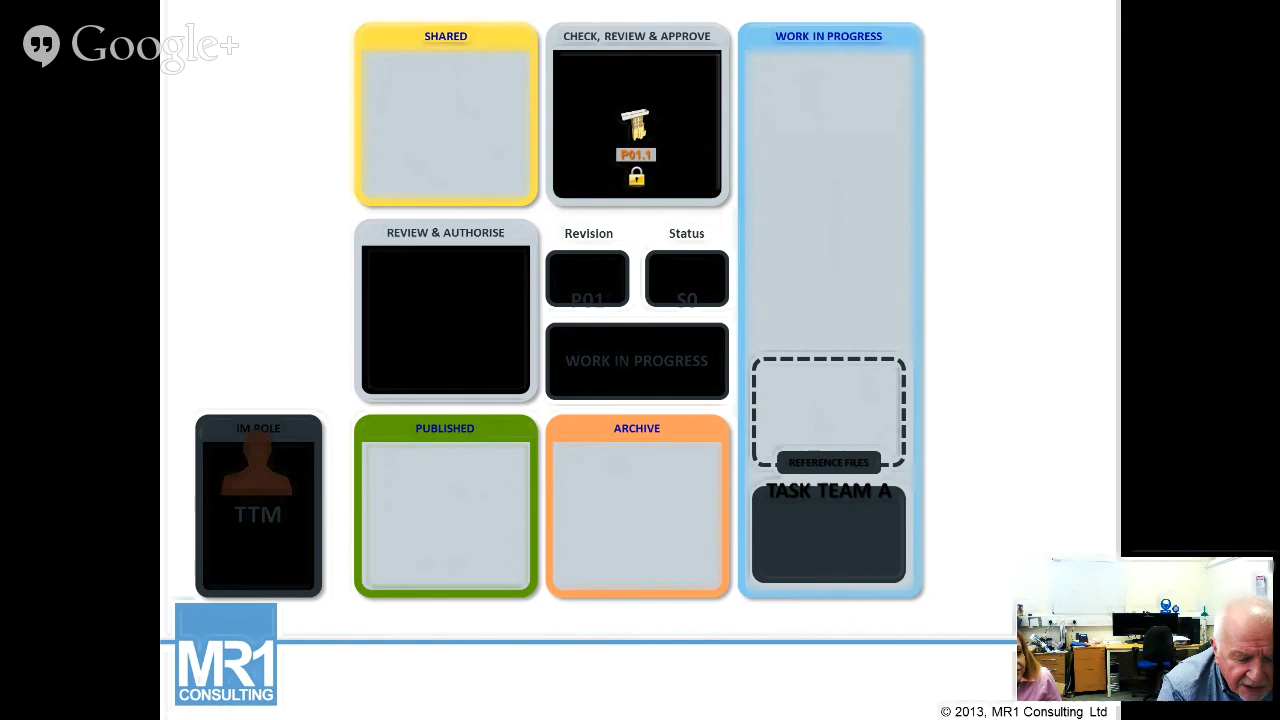 Google+
SHARED
CHECK, REVIEW & APPROVE
WORK IN PROGRESS
P01.1
REVIEW & AUTHORISE
Revision
Status
P01
S0
WORK IN PROGRESS
IM ROLE
TTM
PUBLISHED
ARCHIVE
REFERENCE FILES
TASK TEAM A
MR1
CONSULTING
© 2013, MR1 Consulting Ltd